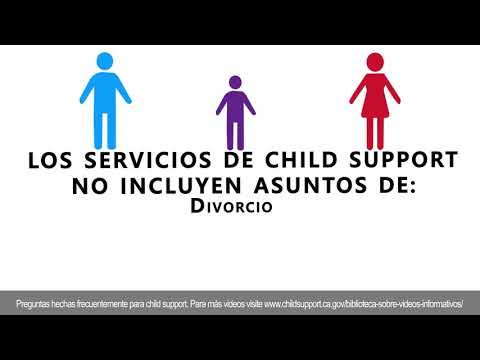 LOS SERVICIOS DE CHILD SUPPORT
NO INCLUYEN ASUNTOS DE:
DIVORCIO
Preguntas hechas frecuentemente para child support. Para más videos visite www.childsupport.ca.gov/biblioteca-sobre-videos-informativos/